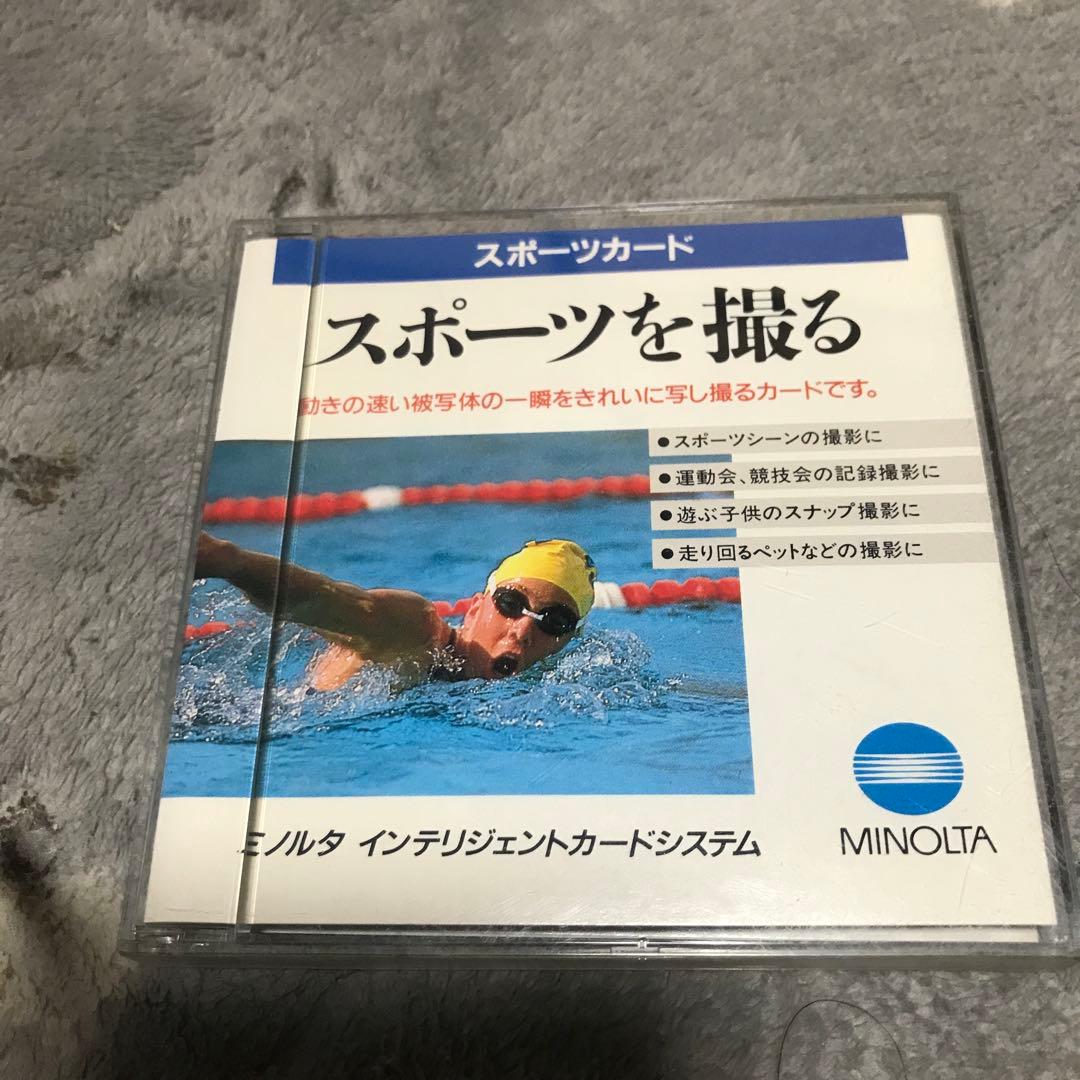 スポーツカード
スポーツを撮る
動きの速い被写体の一瞬をきれいに写し撮るカードです。
●スポーツシーンの撮影に
●運動会、競技会の記録撮影に
●遊ぶ子供のスナップ撮影に
●走り回るペットなどの撮影に
ミノルタ インテリジェントカードシステム
MINOLTA